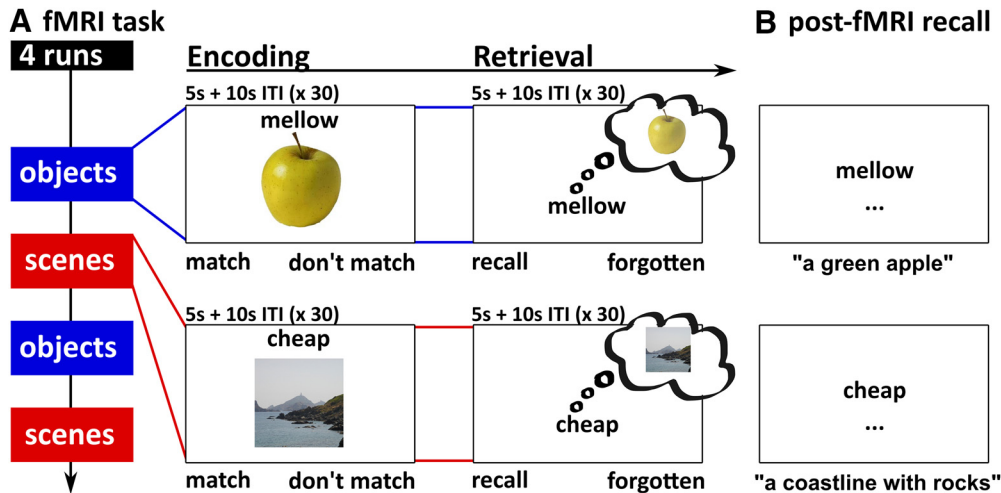 A fMRI task
4 runs
objects
scenes
objects
scenes
Encoding
Retrieval
5s + 10s ITI (x 30)
mellow
match don't match
5s + 10s ITI (x 30)
mellow
recall forgotten
5s + 10s ITI (x 30)
cheap
match don't match
5s + 10s ITI (x 30)
cheap
recall forgotten
B post-fMRI recall
mellow
...
"a green apple"
cheap
...
"a coastline with rocks"